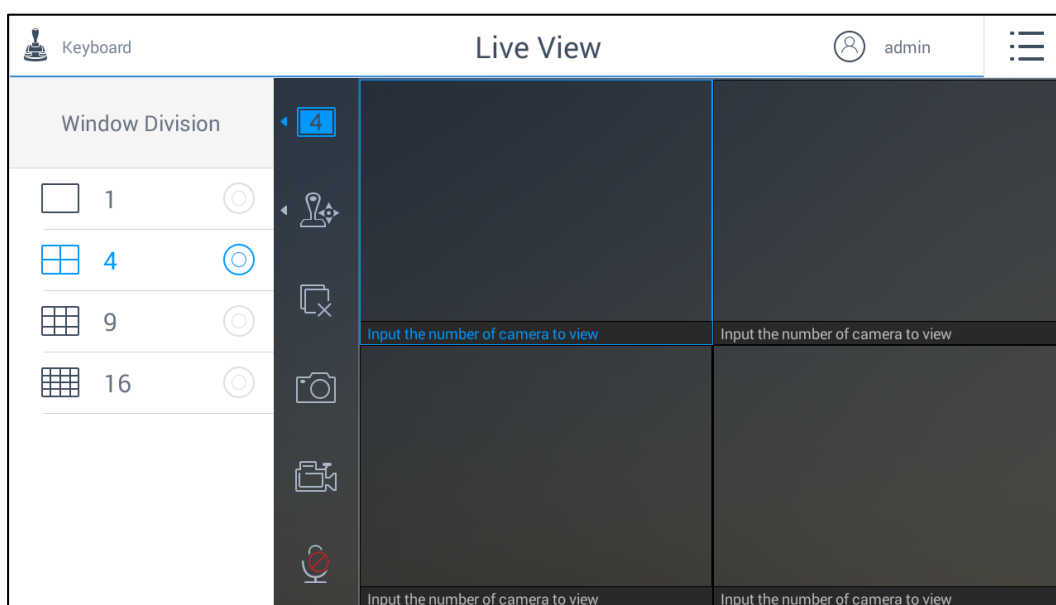 Keyboard
Live View
admin
Window Division
4
1
4
9
16
Input the number of camera to view
Input the number of camera to view
Input the number of camera to view
Input the number of camera to view